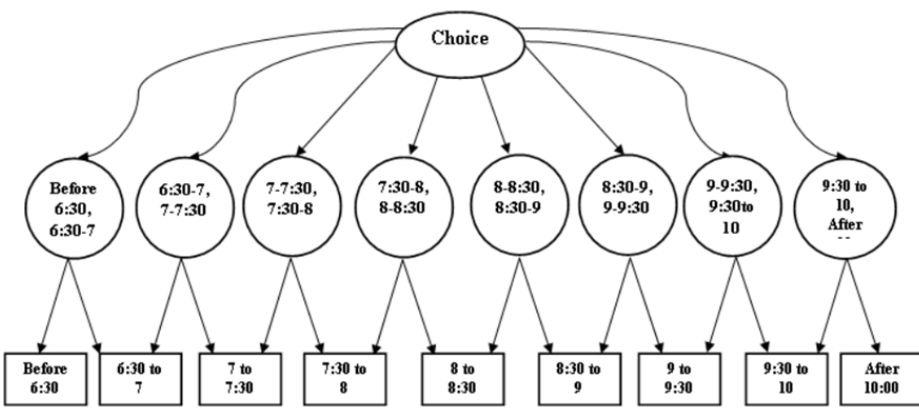 Choice
Before
6:30,
6:30-7
6:30-7,
7-7:30
7-7:30,
7:30-8
7:30-8,
8-8:30
8-8:30,
8:30-9
8:30-9,
9-9:30
9-9:30,
9:30to
10
9:30 to
10,
After
Before
6:30
6:30 to
7
7 to
7:30
7:30 to
8
8 to
8:30
8:30 to
9
9 to
9:30
9:30 to
10
After
10:00